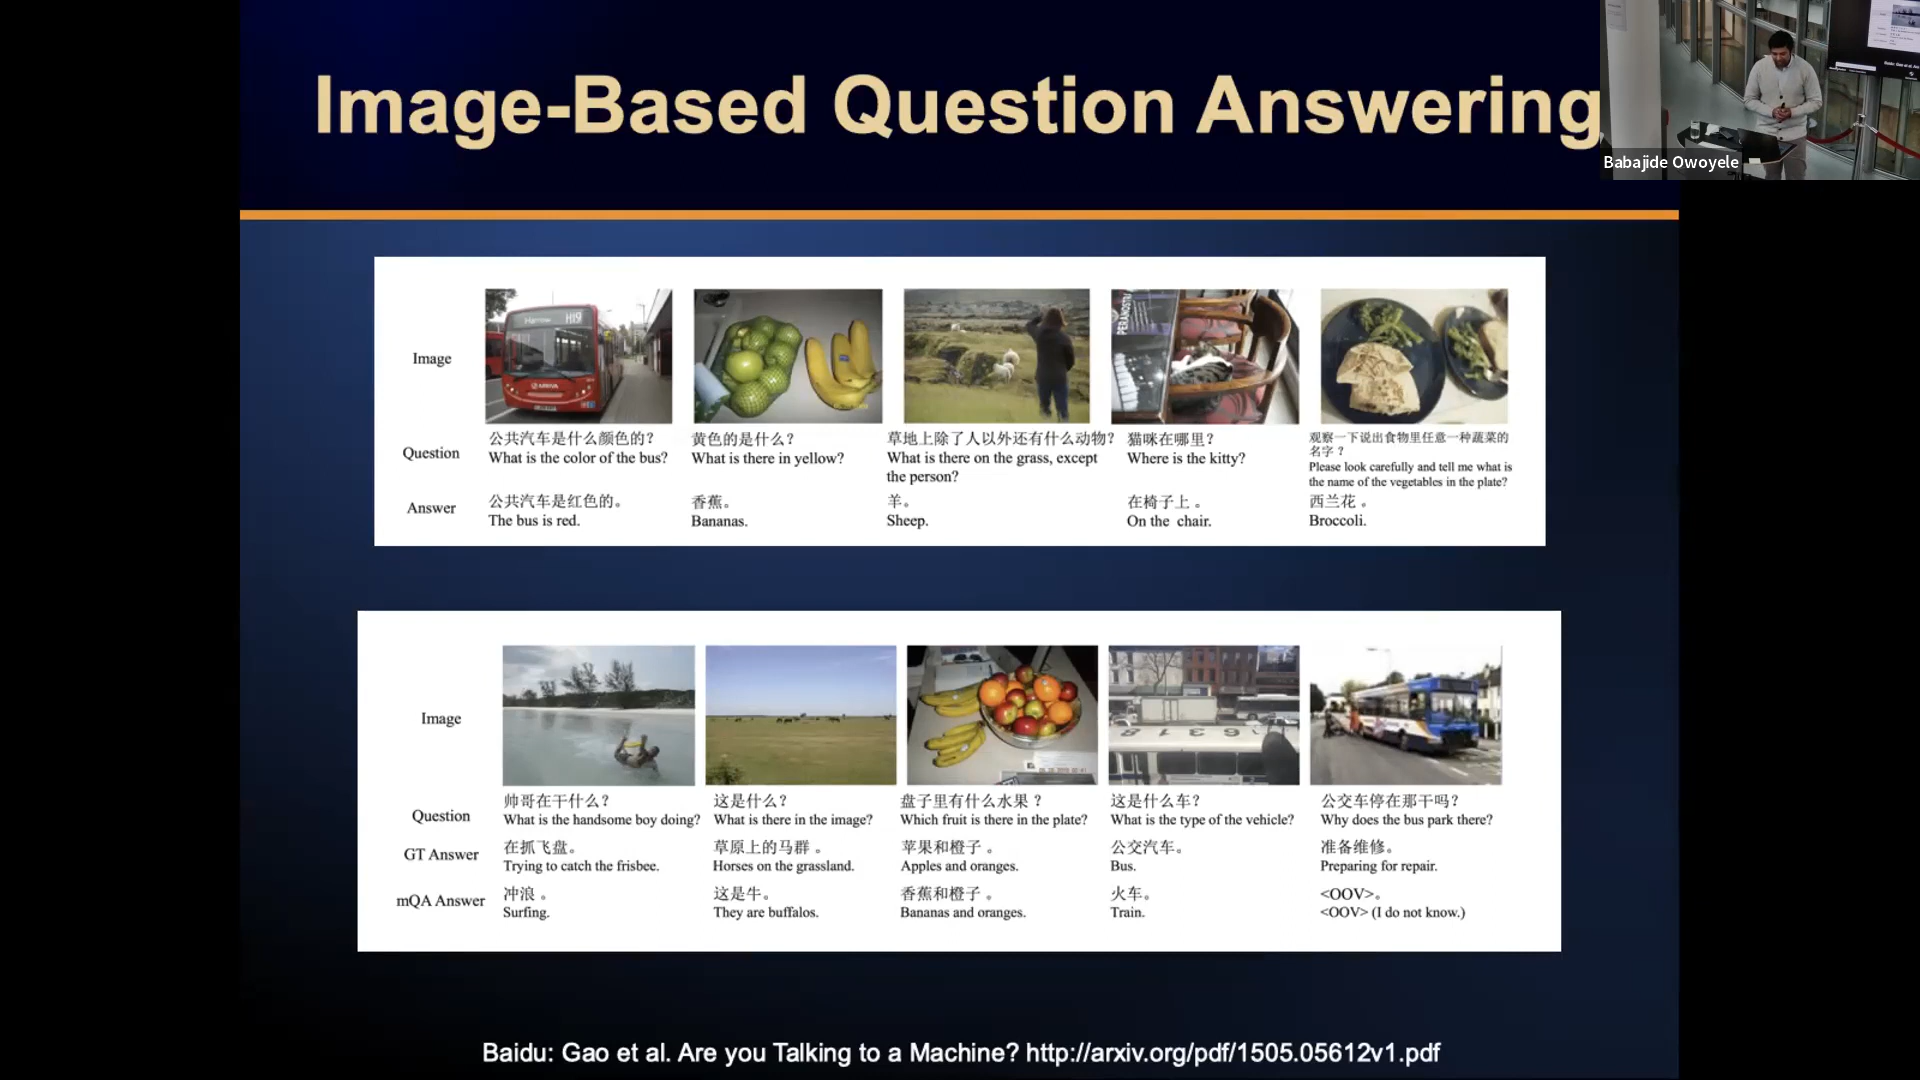 Image-Based Question Answering
Babajide Owoyele
Image
Harrow H19
ARRIVA
Question
公共汽车是什么颜色的？
What is the color of the bus?
黄色的是什么？
What is there in yellow?
草地上除了人以外还有什么动物？
What is there on the grass, except
the person?
猫咪在哪里？
Where is the kitty?
观察一下说出食物里任意一种蔬菜的
名字？
Please look carefully and tell me what is
the name of the vegetables in the plate?
Answer
公共汽车是红色的。
The bus is red.
香蕉。
Bananas.
羊。
Sheep.
在椅子上。
On the chair.
西兰花。
Broccoli.
Image
Question
帅哥在干什么？
What is the handsome boy doing?
这是什么？
What is there in the image?
盘子里有什么水果？
Which fruit is there in the plate?
这是什么车？
What is the type of the vehicle?
公交车停在那干吗？
Why does the bus park there?
GT Answer
在抓飞盘。
Trying to catch the frisbee.
草原上的马群。
Horses on the grassland.
苹果和橙子。
Apples and oranges.
公交汽车。
Bus.
准备维修。
Preparing for repair.
mQA Answer
冲浪。
Surfing.
这是牛。
They are buffalos.
香蕉和橙子。
Bananas and oranges.
火车。
Train.
<OOV>。
<OOV> (I do not know.)
Baidu: Gao et al. Are you Talking to a Machine? http://arxiv.org/pdf/1505.05612v1.pdf